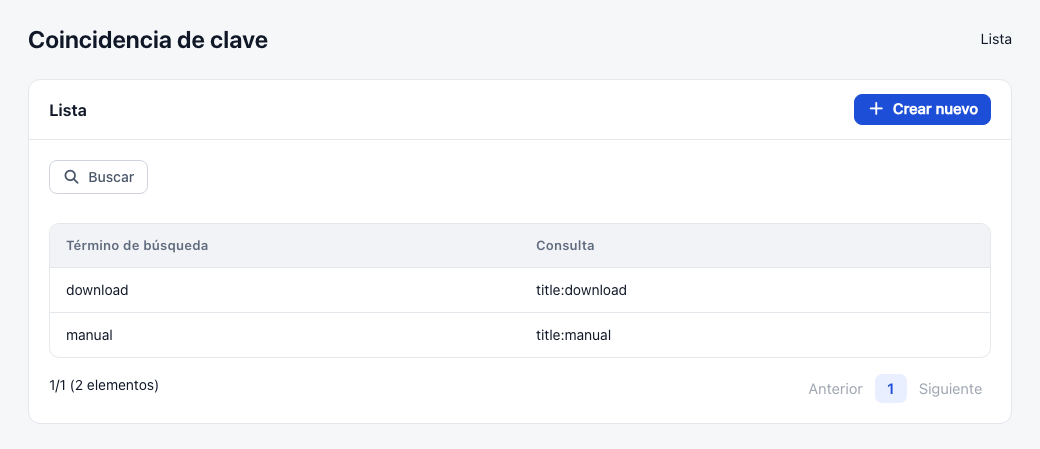 Coincidencia de clave
Lista
Lista
Crear nuevo
Buscar
Término de búsqueda Consulta
download title:download
manual title:manual
1/1 (2 elementos)
Anterior 1 Siguiente